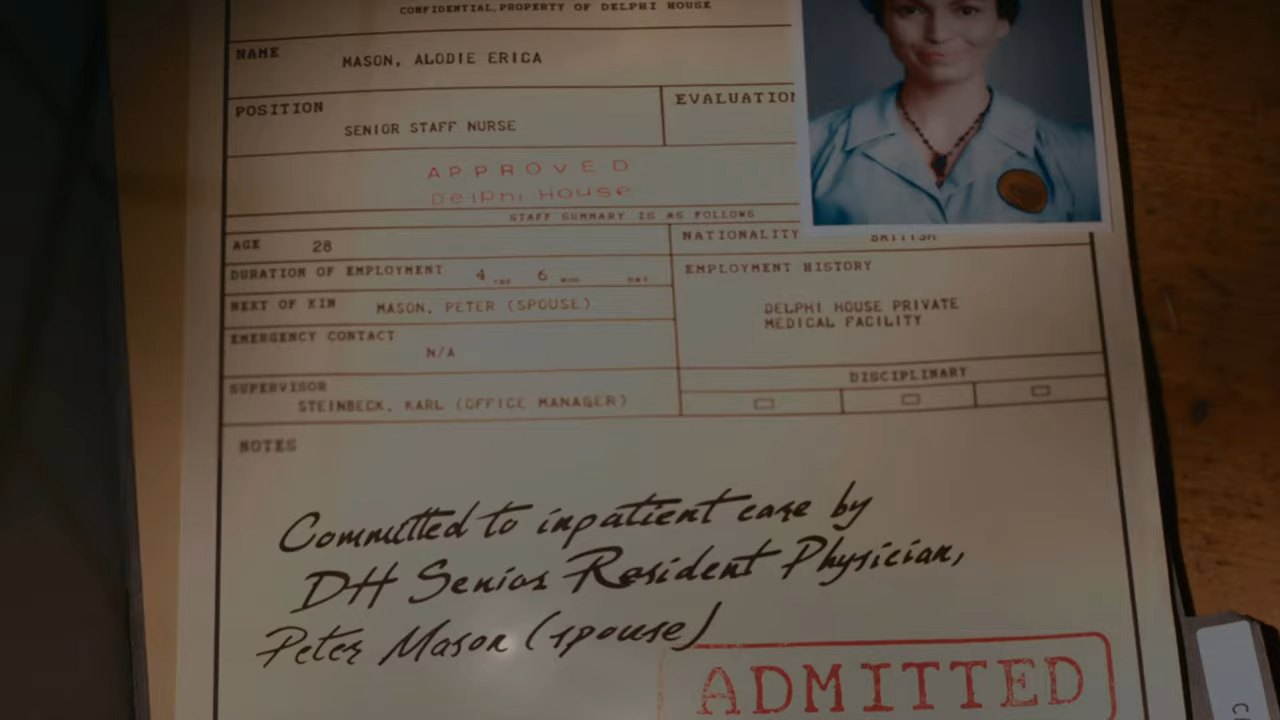 CONFIDENTIAL, PROPERTY OF DELPHI HOUSE
NAME
MASON, ALODIE ERICA
POSITION
SENIOR STAFF NURSE
EVALUATION
APPROVED
Delphi House
STAFF SUMMARY IS AS FOLLOWS
AGE 28
NATIONALITY BRITISH
DURATION OF EMPLOYMENT 4 6
EMPLOYMENT HISTORY
DELPHI HOUSE PRIVATE
MEDICAL FACILITY
NEXT OF KIN MASON, PETER (SPOUSE)
EMERGENCY CONTACT
N/A
SUPERVISOR
STEINBECK, KARL (OFFICE MANAGER)
DISCIPLINARY
NOTES
Committed to inpatient care by
DH Senior Resident Physician,
Peter Mason (spouse)
ADMITTED